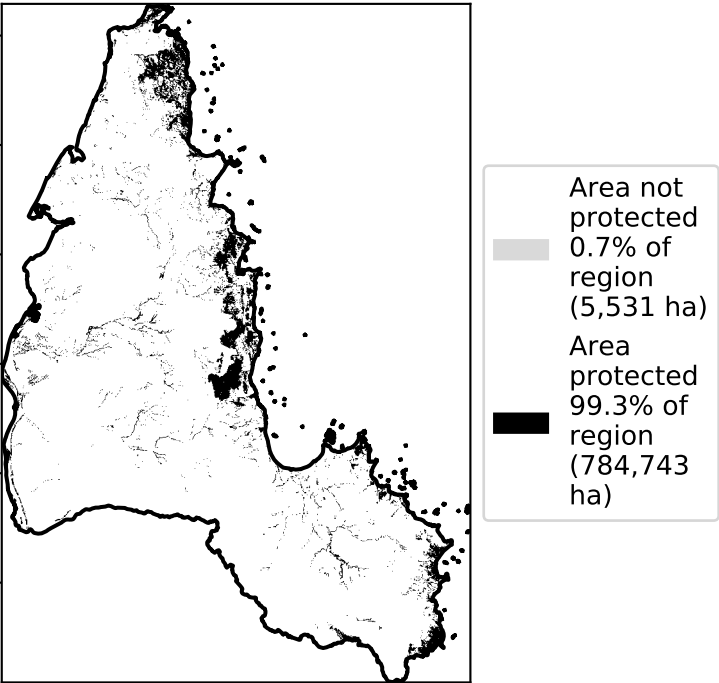 Area not
protected
0.7% of
region
(5,531 ha)
Area
protected
99.3% of
region
(784,743
ha)